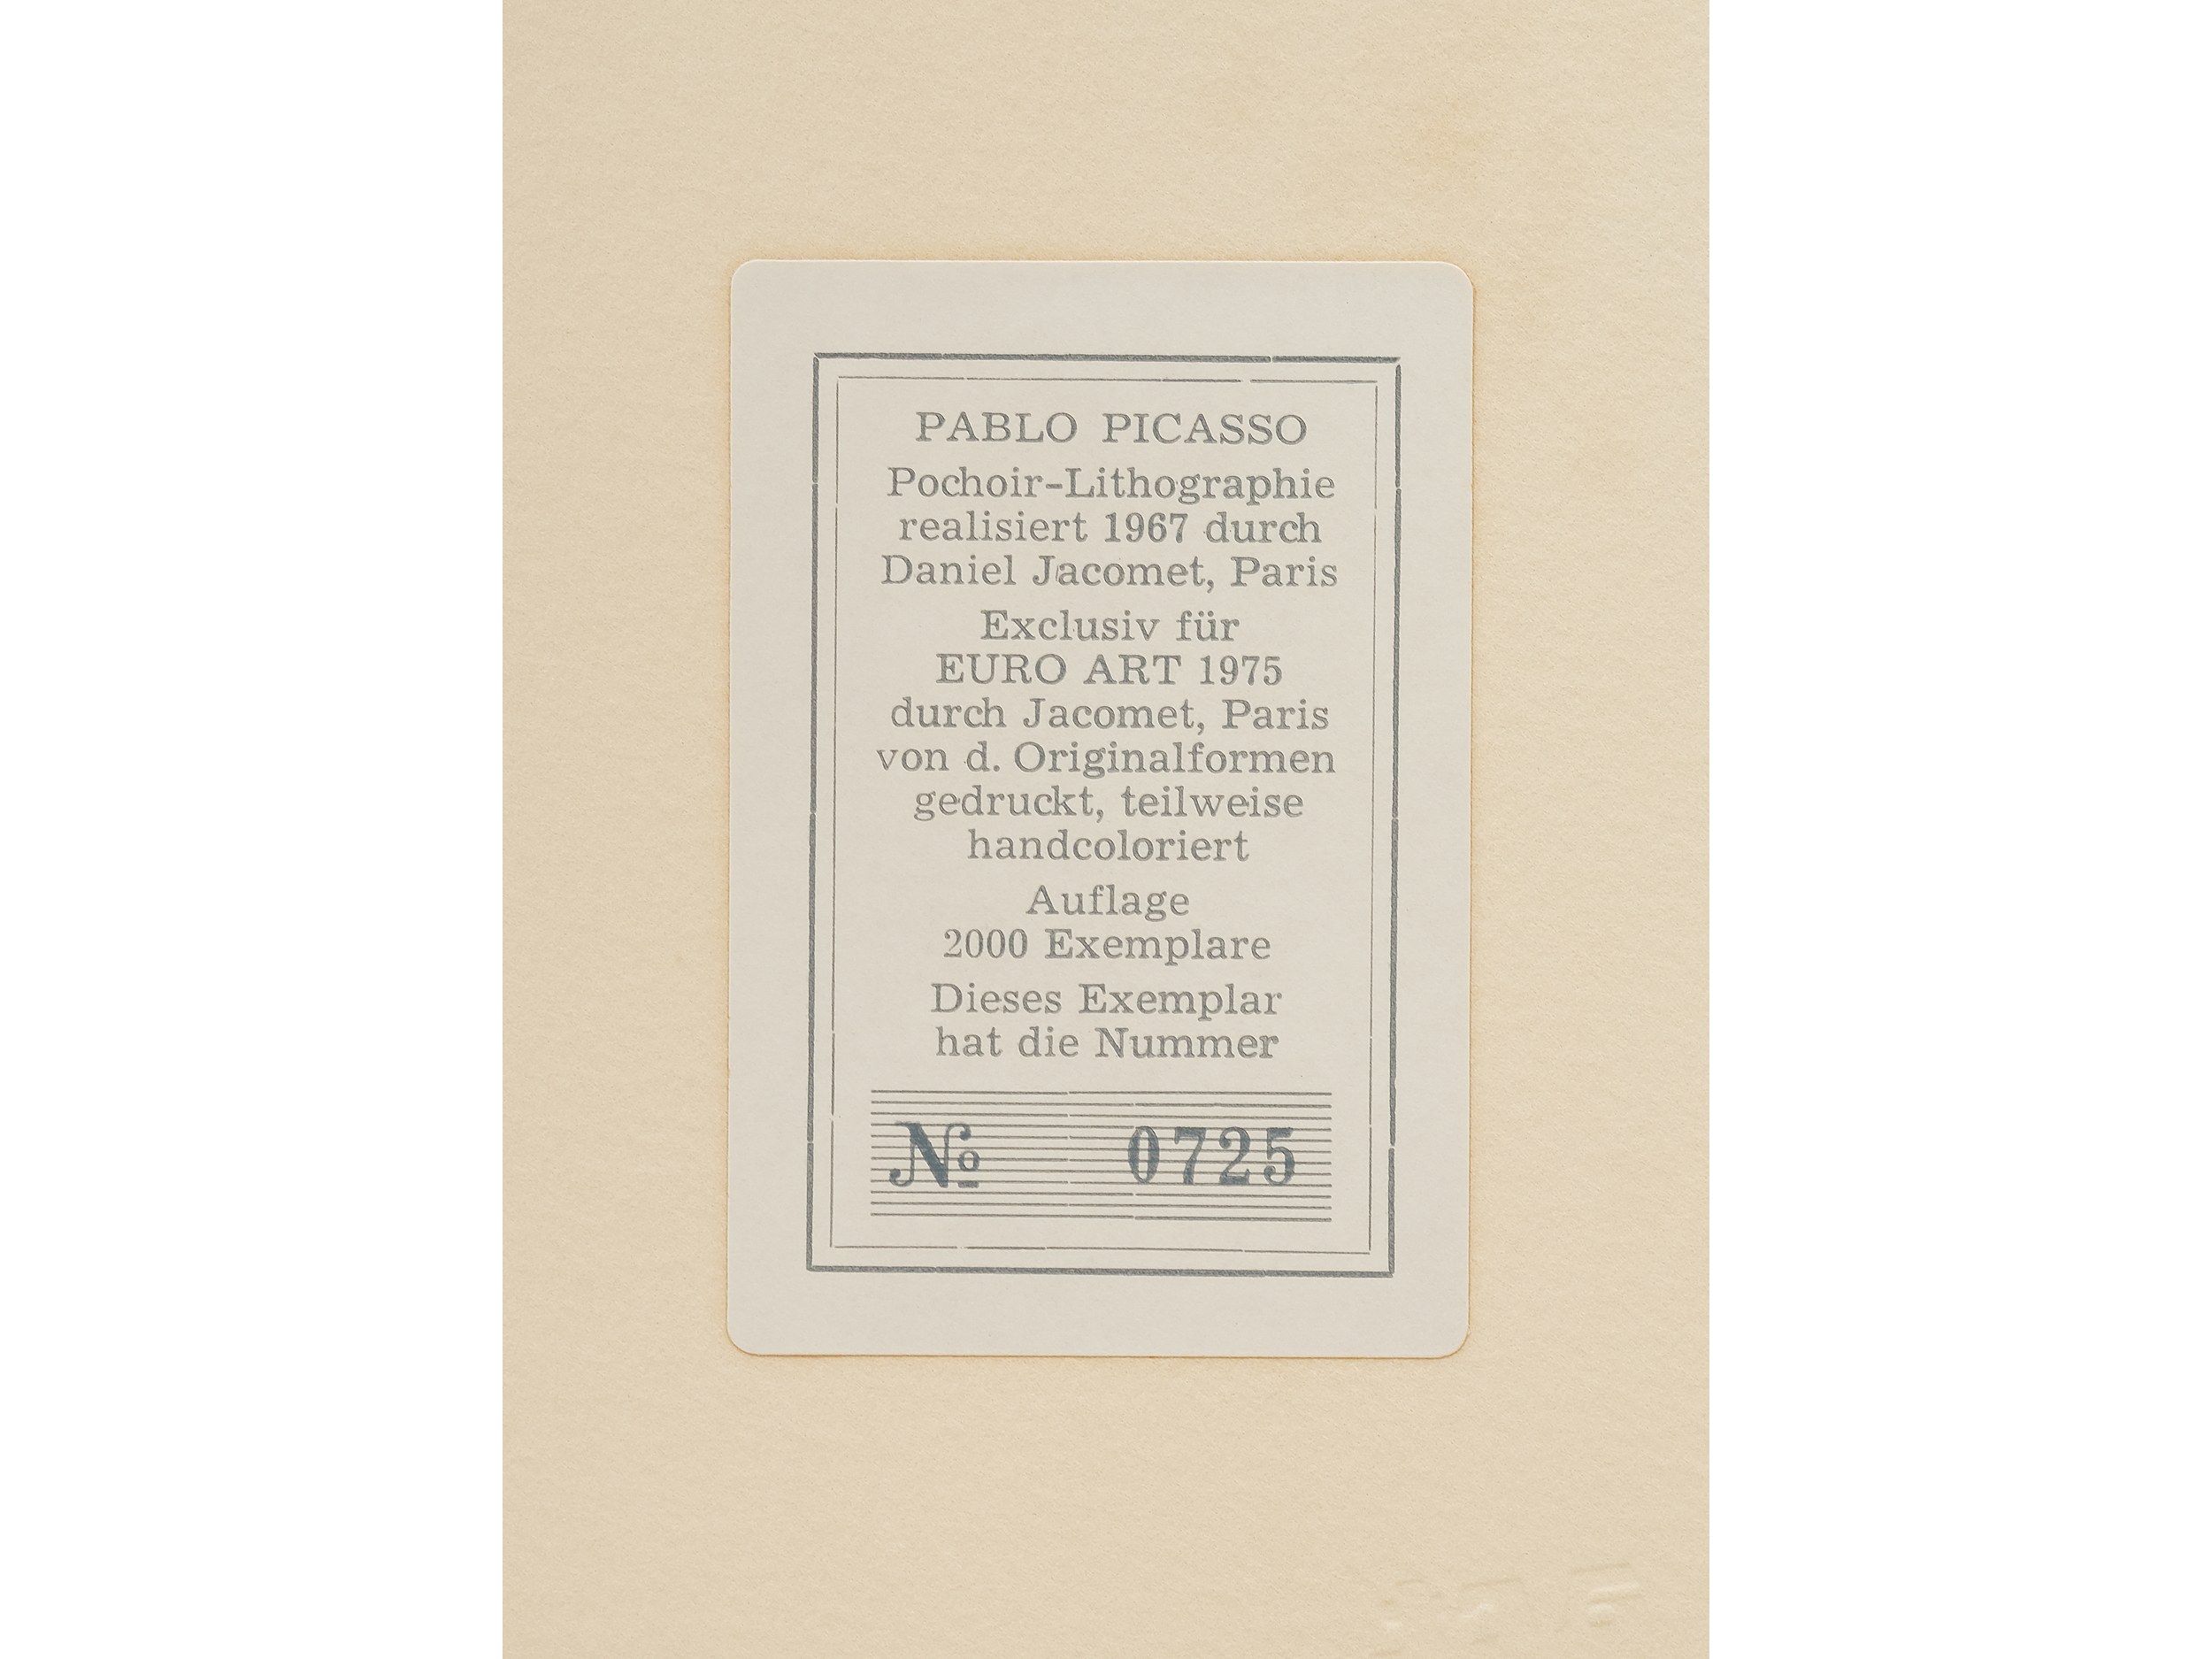 PABLO PICASSO
Pochoir-Lithographie
realisiert 1967 durch
Daniel Jacomet, Paris
Exclusiv für
EURO ART 1975
durch Jacomet, Paris
von d. Originalformen
gedruckt, teilweise
handcoloriert
Auflage
2000 Exemplare
Dieses Exemplar
hat die Nummer
№ 0725